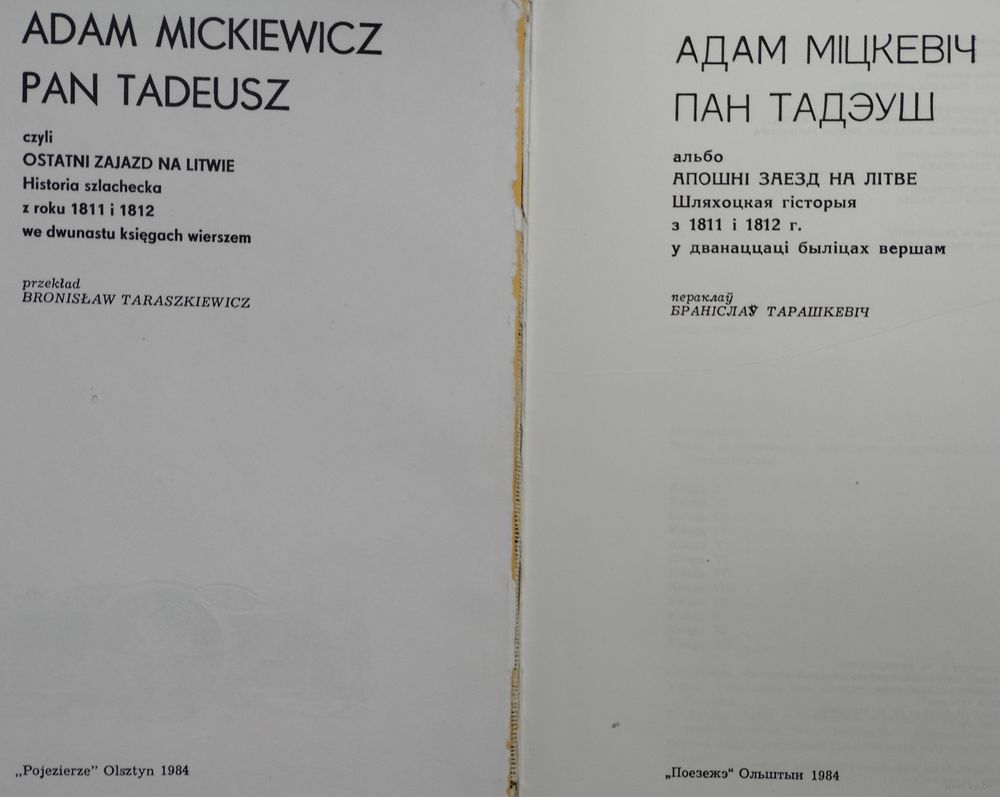 ADAM MICKIEWICZ
PAN TADEUSZ
czyli
OSTATNI ZAJAZD NA LITWIE
Historia szlachecka
z roku 1811 i 1812
we dwunastu księgach wierszem
przekład
BRONISŁAW TARASZKIEWICZ
„Pojezierze” Olsztyn 1984
АДАМ МІЦКЕВІЧ
ПАН ТАДЭУШ
альбо
АПОШНІ ЗАЕЗД НА ЛІТВЕ
Шляхоцкая гісторыя
з 1811 і 1812 г.
у дванаццаці быліцах вершам
пераклаў
БРАНІСЛАЎ ТАРАШКЕВІЧ
„Поезежэ“ Ольштын 1984